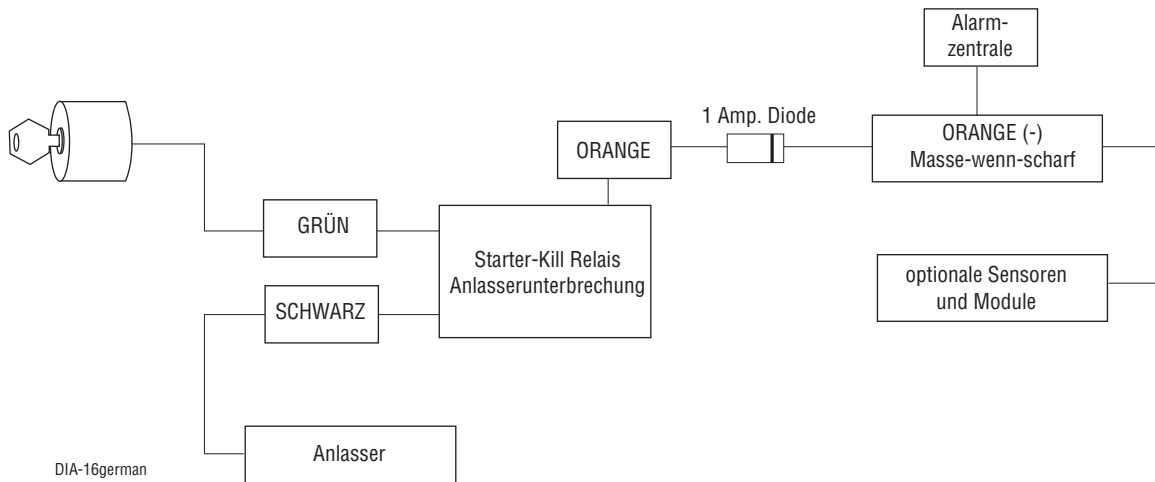 Alarm-
zentrale
1 Amp. Diode
ORANGE
ORANGE (-)
Masse-wenn-scharf
GRÜN
Starter-Kill Relais
Anlasserunterbrechung
optionale Sensoren
und Module
SCHWARZ
Anlasser
DIA-16german